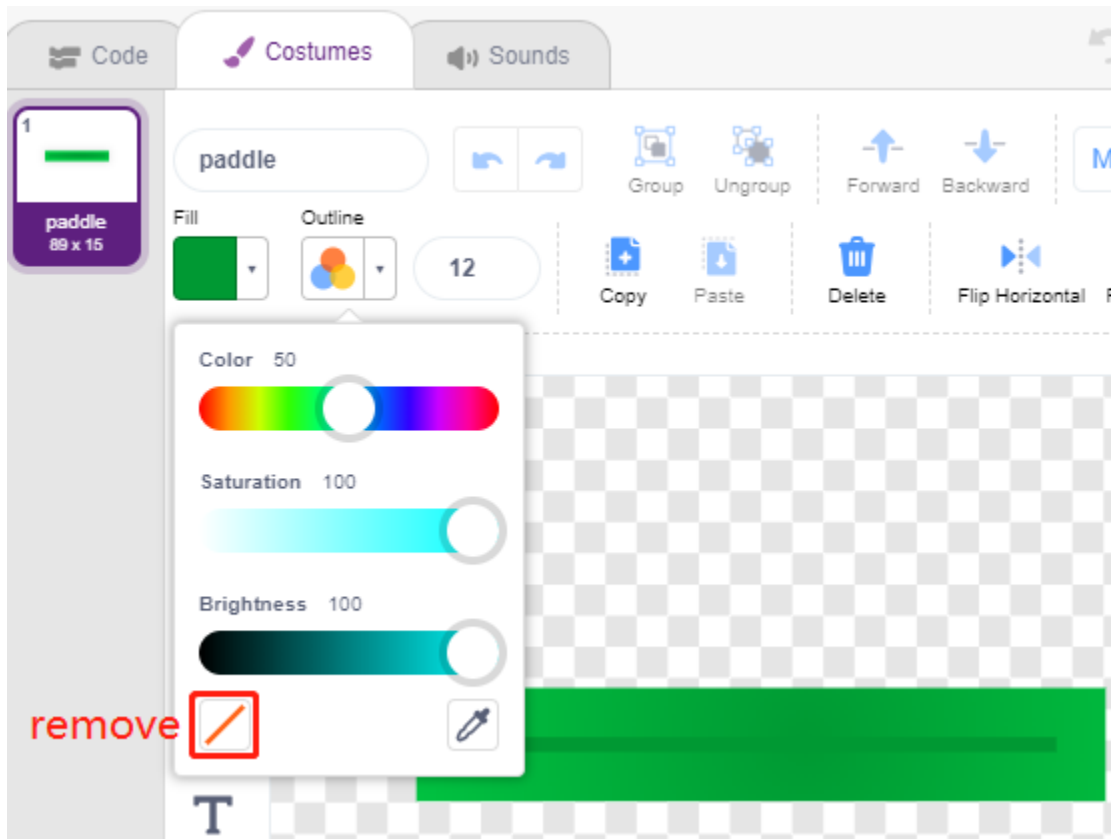 Code
Costumes
Sounds
1
paddle
89 x 15
paddle
Group
Ungroup
Forward
Backward
Fill
Outline
12
Copy
Paste
Delete
Flip Horizontal
Color 50
Saturation 100
Brightness 100
remove
T